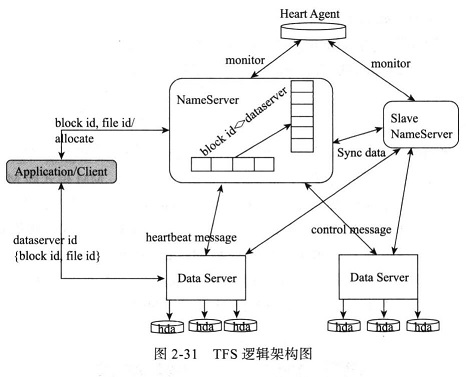 Heart Agent
monitor
monitor
NameServer
block id<>dataserver
Slave
NameServer
block id, file id/
allocate
Sync data
Application/Client
dataserver id
{block id, file id}
heartbeat message
control message
Data Server
Data Server
hda
hda
hda
hda
hda
hda
图 2-31 TFS 逻辑架构图